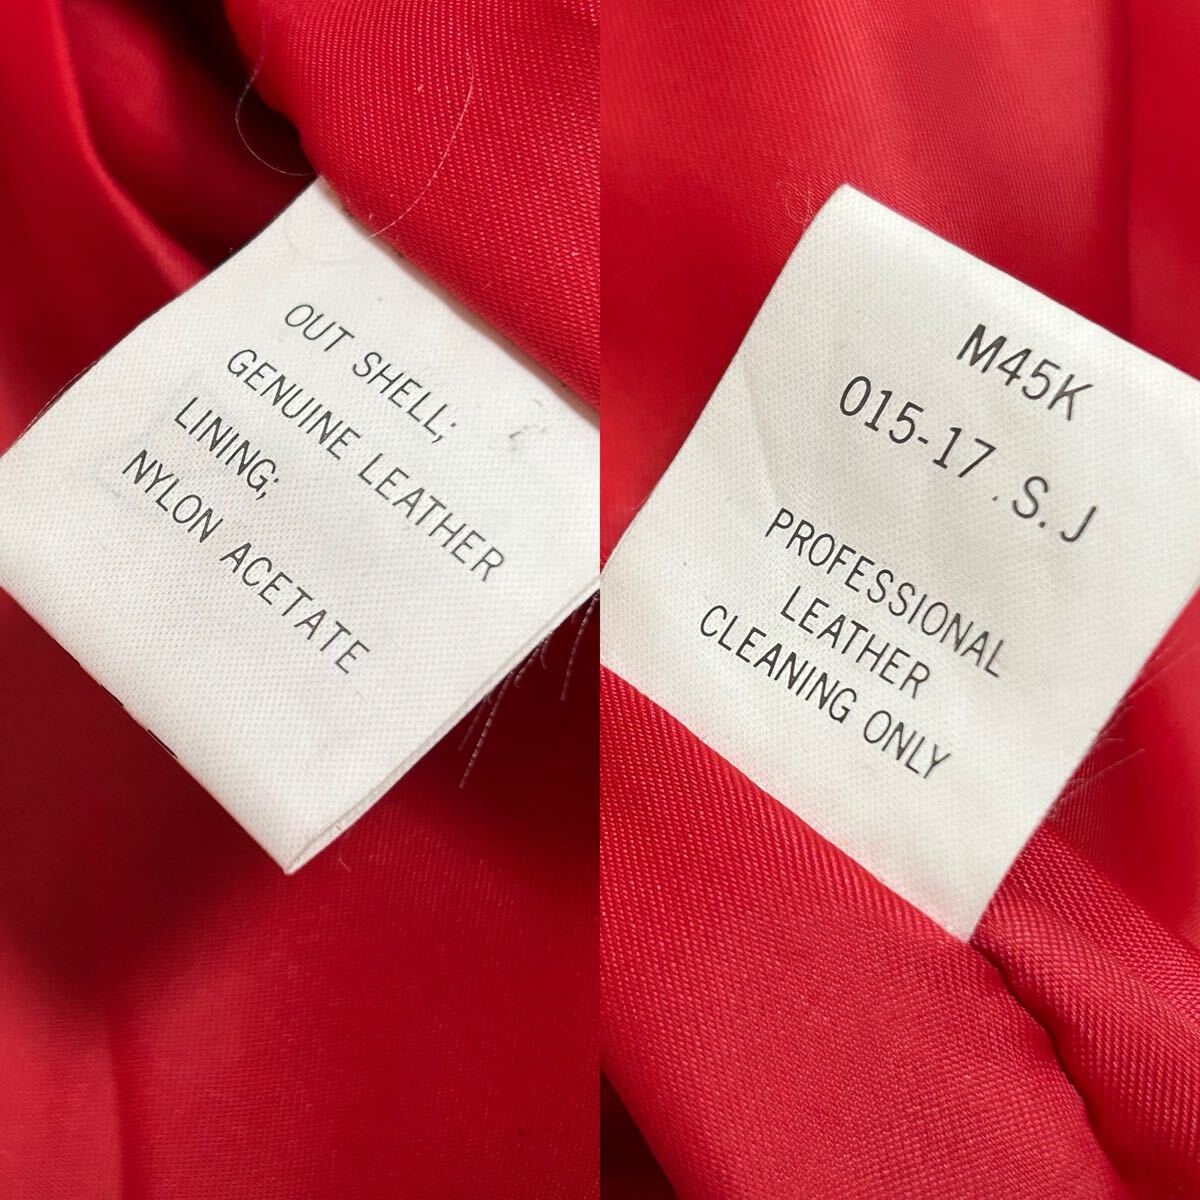 OUT SHELL;
GENUINE LEATHER
LINING;
NYLON ACETATE
M45K
015-17.S.J
PROFESSIONAL
LEATHER
CLEANING ONLY